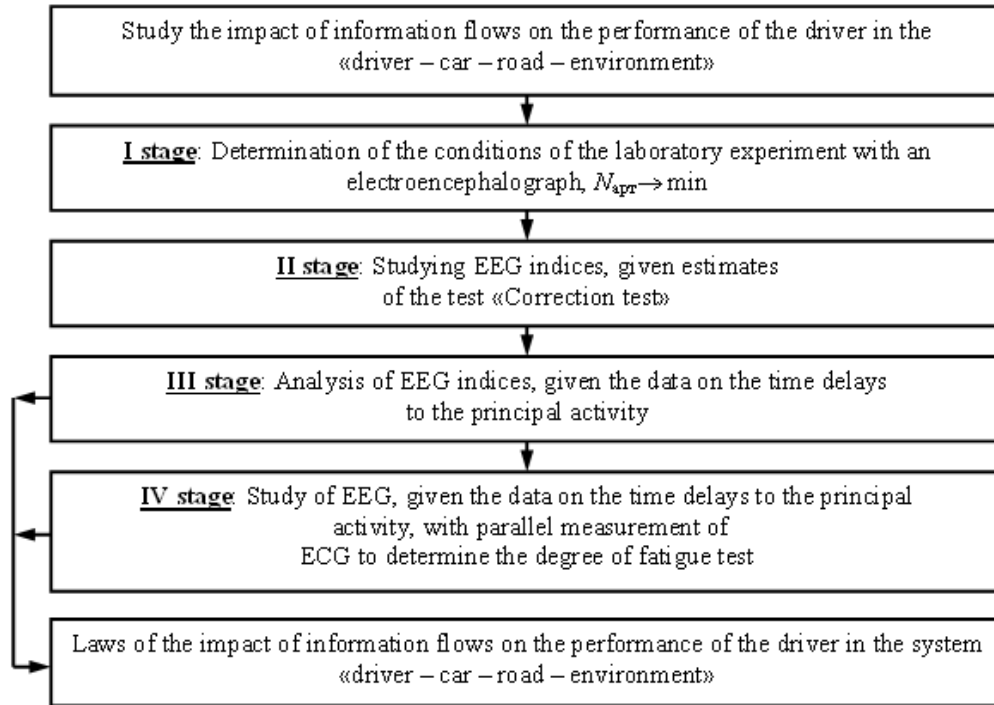 Study the impact of information flows on the performance of the driver in the
«driver – car – road – environment»
I stage: Determination of the conditions of the laboratory experiment with an
electroencephalograph, Napr→ min
II stage: Studying EEG indices, given estimates
of the test «Correction test»
III stage: Analysis of EEG indices, given the data on the time delays
to the principal activity
IV stage: Study of EEG, given the data on the time delays to the principal
activity, with parallel measurement of
ECG to determine the degree of fatigue test
Laws of the impact of information flows on the performance of the driver in the system
«driver – car – road – environment»